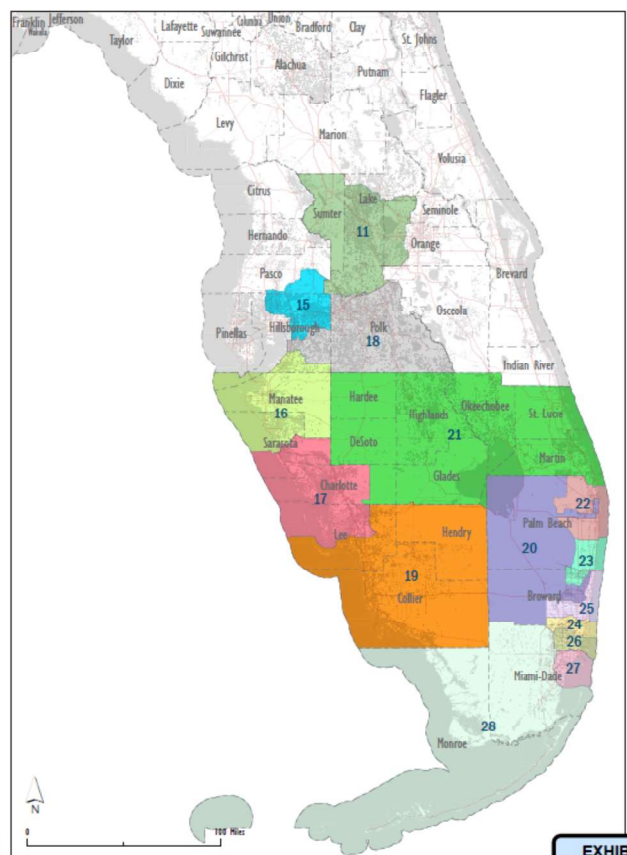 Franklin
Jefferson
Wakulla
Taylor
Lafayette
Suwannee
Columbia
Union
Bradford
Clay
St. Johns
Gilchrist
Alachua
Putnam
Dixie
Flagler
Levy
Marion
Volusia
Citrus
Lake
Sumter
Seminole
11
Hernando
Orange
Pasco
Brevard
15
Osceola
Pinellas
Hillsborough
Polk
18
Indian River
Manatee
Hardee
16
Highlands
Okeechobee
St. Lucie
Sarasota
DeSoto
21
Martin
Charlotte
Glades
17
22
Lee
Hendry
Palm Beach
20
23
19
Collier
Broward
25
24
26
27
Miami-Dade
28
Monroe
N
0
100 Miles
EXHIB